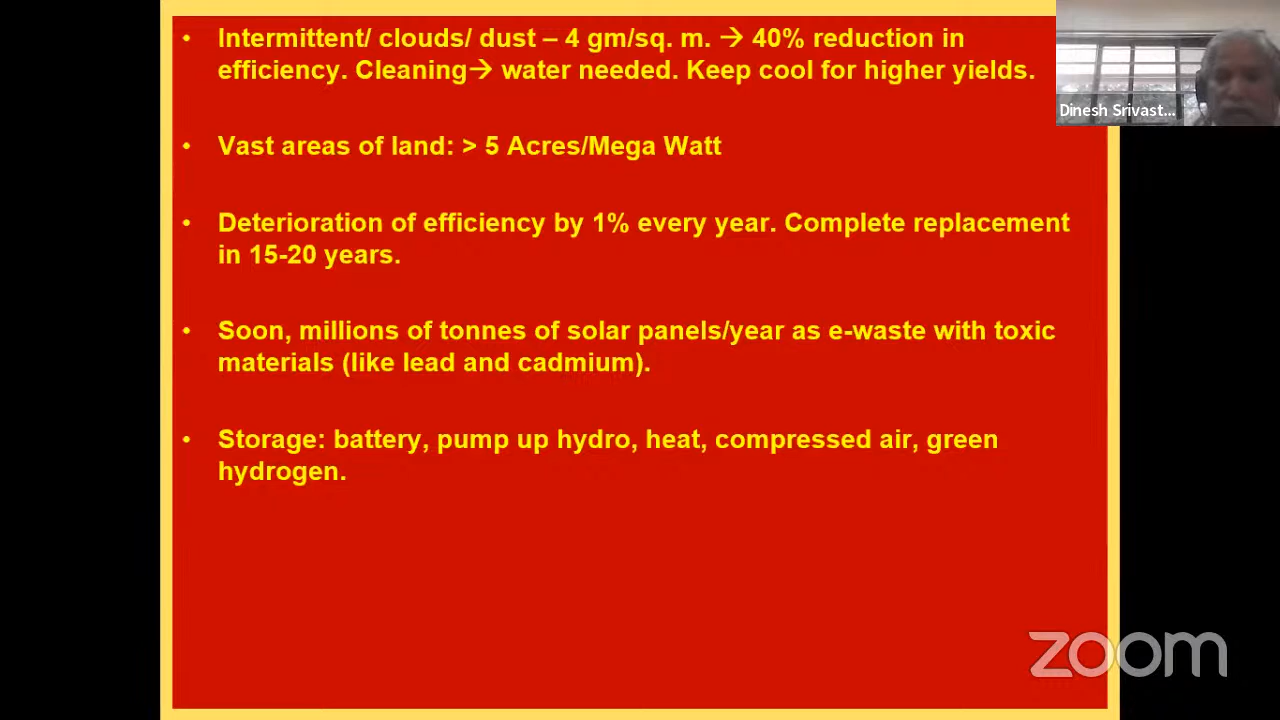 • Intermittent/ clouds/ dust – 4 gm/sq. m. → 40% reduction in
efficiency. Cleaning→ water needed. Keep cool for higher yields.
• Vast areas of land: > 5 Acres/Mega Watt
• Deterioration of efficiency by 1% every year. Complete replacement
in 15-20 years.
• Soon, millions of tonnes of solar panels/year as e-waste with toxic
materials (like lead and cadmium).
• Storage: battery, pump up hydro, heat, compressed air, green
hydrogen.
Dinesh Srivast...
zoom